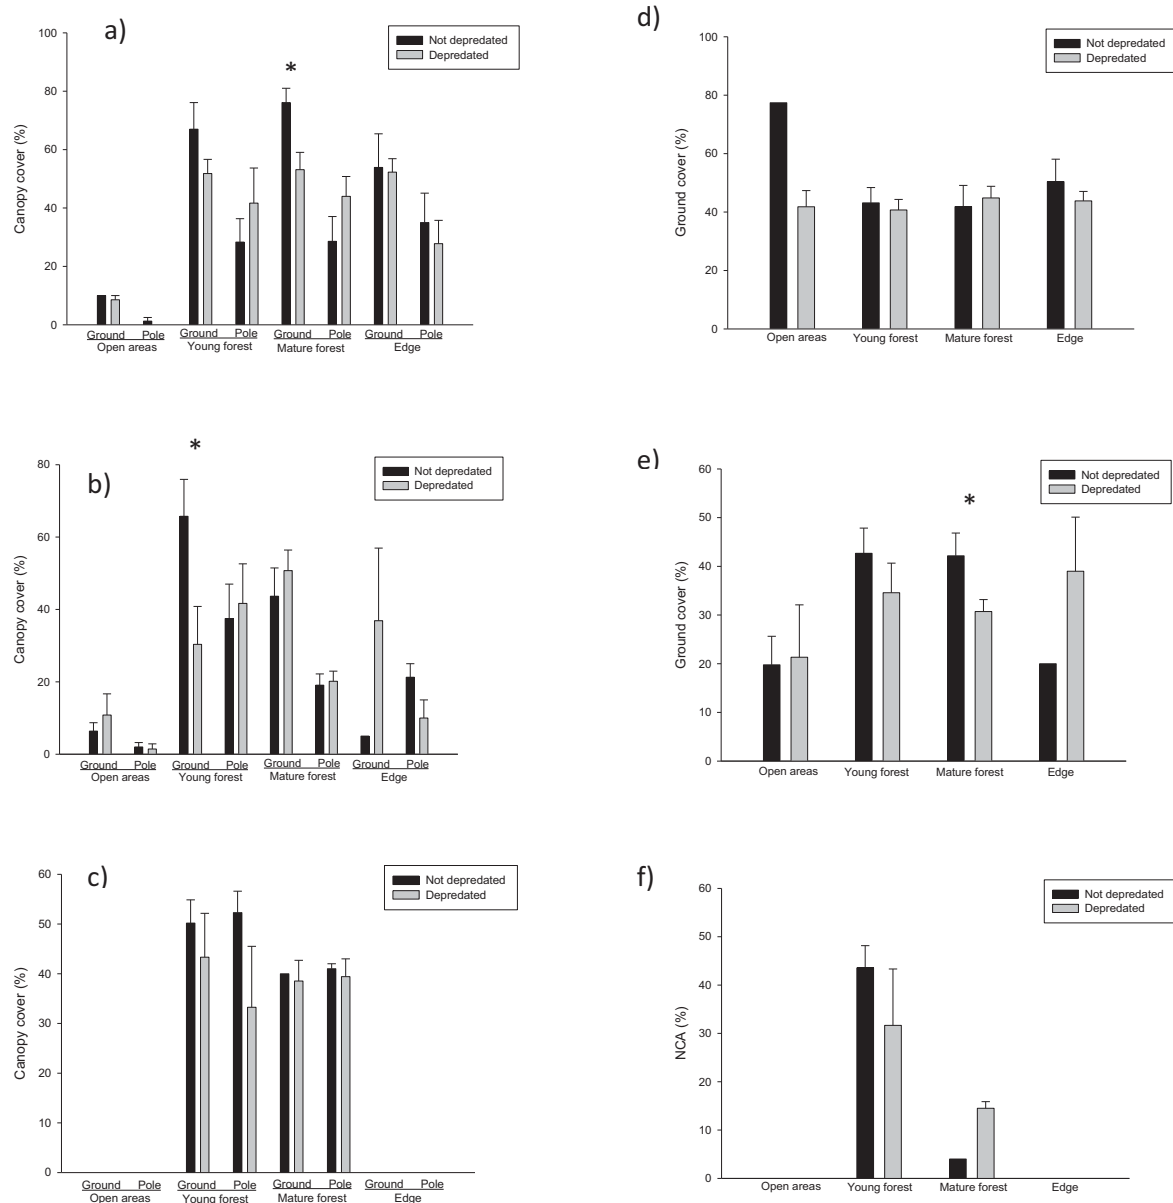 a)
Not depredated
Depredated
*
Canopy cover (%)
100
80
60
40
20
0
Ground Pole Ground Pole Ground Pole Ground Pole
Open areas Young forest Mature forest Edge
d)
Not depredated
Depredated
Ground cover (%)
100
80
60
40
20
0
Open areas Young forest Mature forest Edge
b)
Not depredated
Depredated
*
Canopy cover (%)
80
60
40
20
0
Ground Pole Ground Pole Ground Pole Ground Pole
Open areas Young forest Mature forest Edge
e)
Not depredated
Depredated
*
Ground cover (%)
60
50
40
30
20
10
0
Open areas Young forest Mature forest Edge
c)
Not depredated
Depredated
Canopy cover (%)
60
50
40
30
20
10
0
Ground Pole Ground Pole Ground Pole Ground Pole
Open areas Young forest Mature forest Edge
f)
Not depredated
Depredated
NCA (%)
60
50
40
30
20
10
0
Open areas Young forest Mature forest Edge